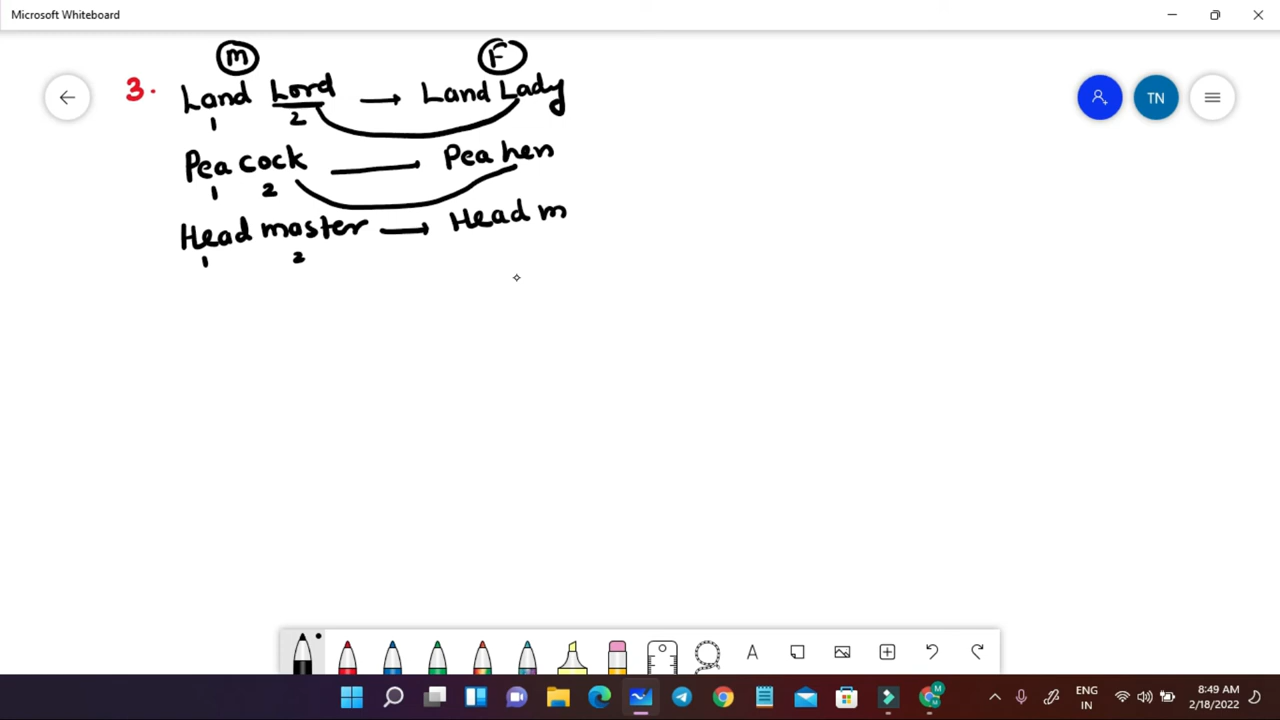 Microsoft Whiteboard
M F
3. Land Lord → Land Lady
1 2
Pea cock → Pea hen
1 2
Head master → Head m
1 2
TN
A
ENG
IN
8:49 AM
2/18/2022